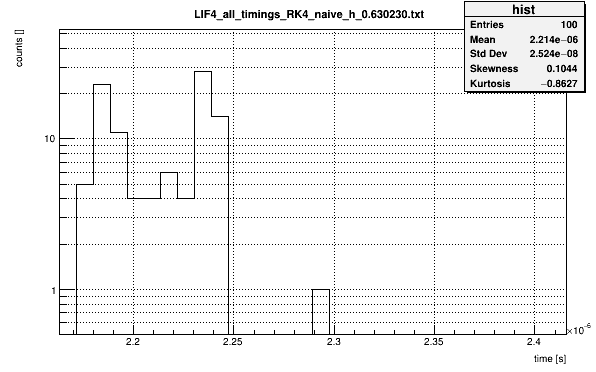 LIF4_all_timings_RK4_naive_h_0.630230.txt
hist
Entries 100
Mean 2.214e−06
Std Dev 2.524e−08
Skewness 0.1044
Kurtosis −0.8627
counts []
10
1
2.2 2.25 2.3 2.35 2.4
×10⁻⁶
time [s]